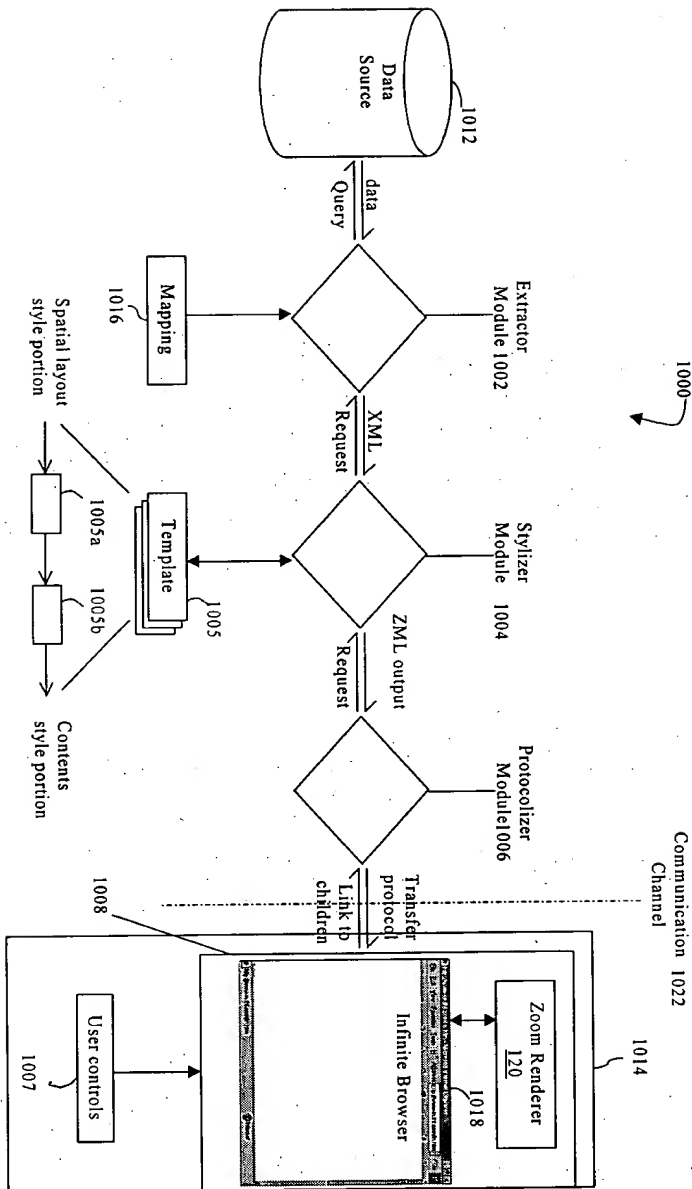 1000
1012
Data
Source
data
Query
Extractor
Module 1002
Mapping
1016
XML
Request
Stylizer
Module 1004
Template
1005
Spatial layout
style portion
1005a
1005b
Contents
style portion
ZML output
Request
Protocolizer
Module1006
Communication 1022
Channel
Transfer
protocol
Link to
children
1008
1014
Zoom Renderer
120
1018
Infinite Browser
User controls
1007